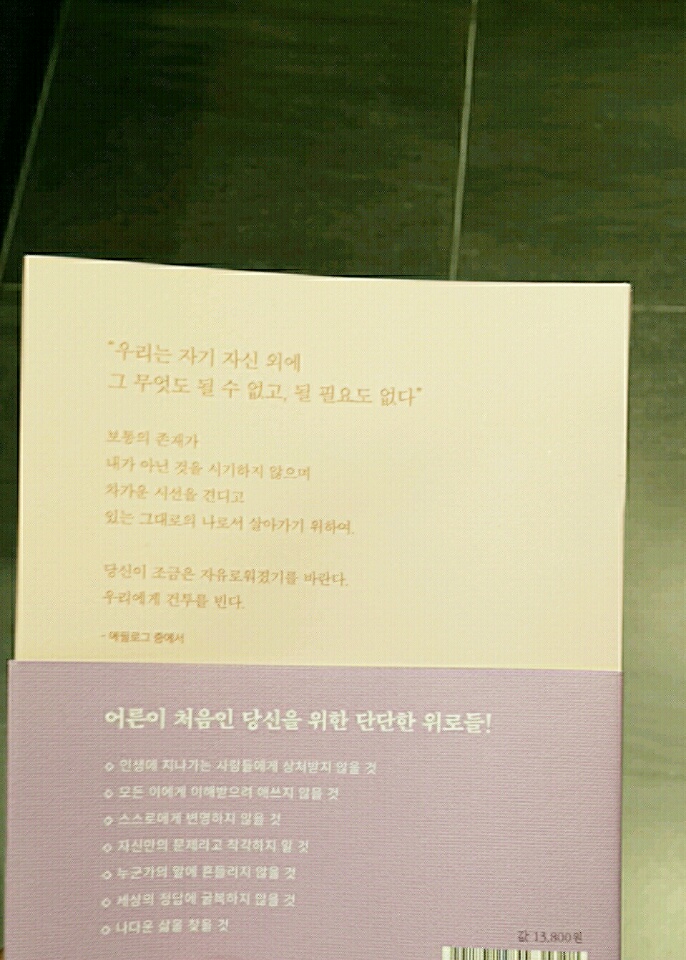 “우리는 자기 자신 외에
그 무엇도 될 수 없고, 될 필요도 없다”
보통의 존재가
내가 아닌 것을 시기하지 않으며
차가운 시선을 견디고
있는 그대로의 나로서 살아가기 위하여.
당신이 조금은 자유로워졌기를 바란다.
우리에게 건투를 빈다.
- 에필로그 중에서
어른이 처음인 당신을 위한 단단한 위로들!
◇ 인생에 지나가는 사람들에게 상처받지 않을 것
◇ 모든 이에게 이해받으려 애쓰지 않을 것
◇ 스스로에게 변명하지 않을 것
◇ 자신만의 문제라고 착각하지 말 것
◇ 누군가의 말에 흔들리지 않을 것
◇ 세상의 정답에 굴복하지 않을 것
◇ 나다운 삶을 찾을 것
값 13,800원